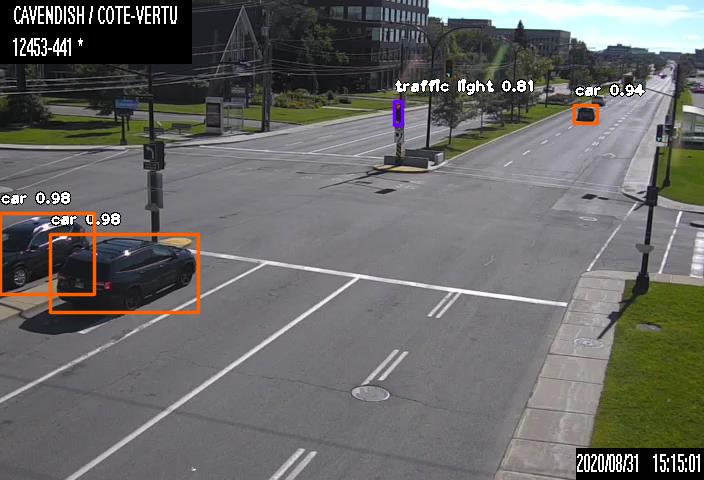 CAVENDISH / COTE-VERTU
12453-441 *
traffic light 0.81
car 0.94
car 0.98
car 0.98
2020/08/31 15:15:01